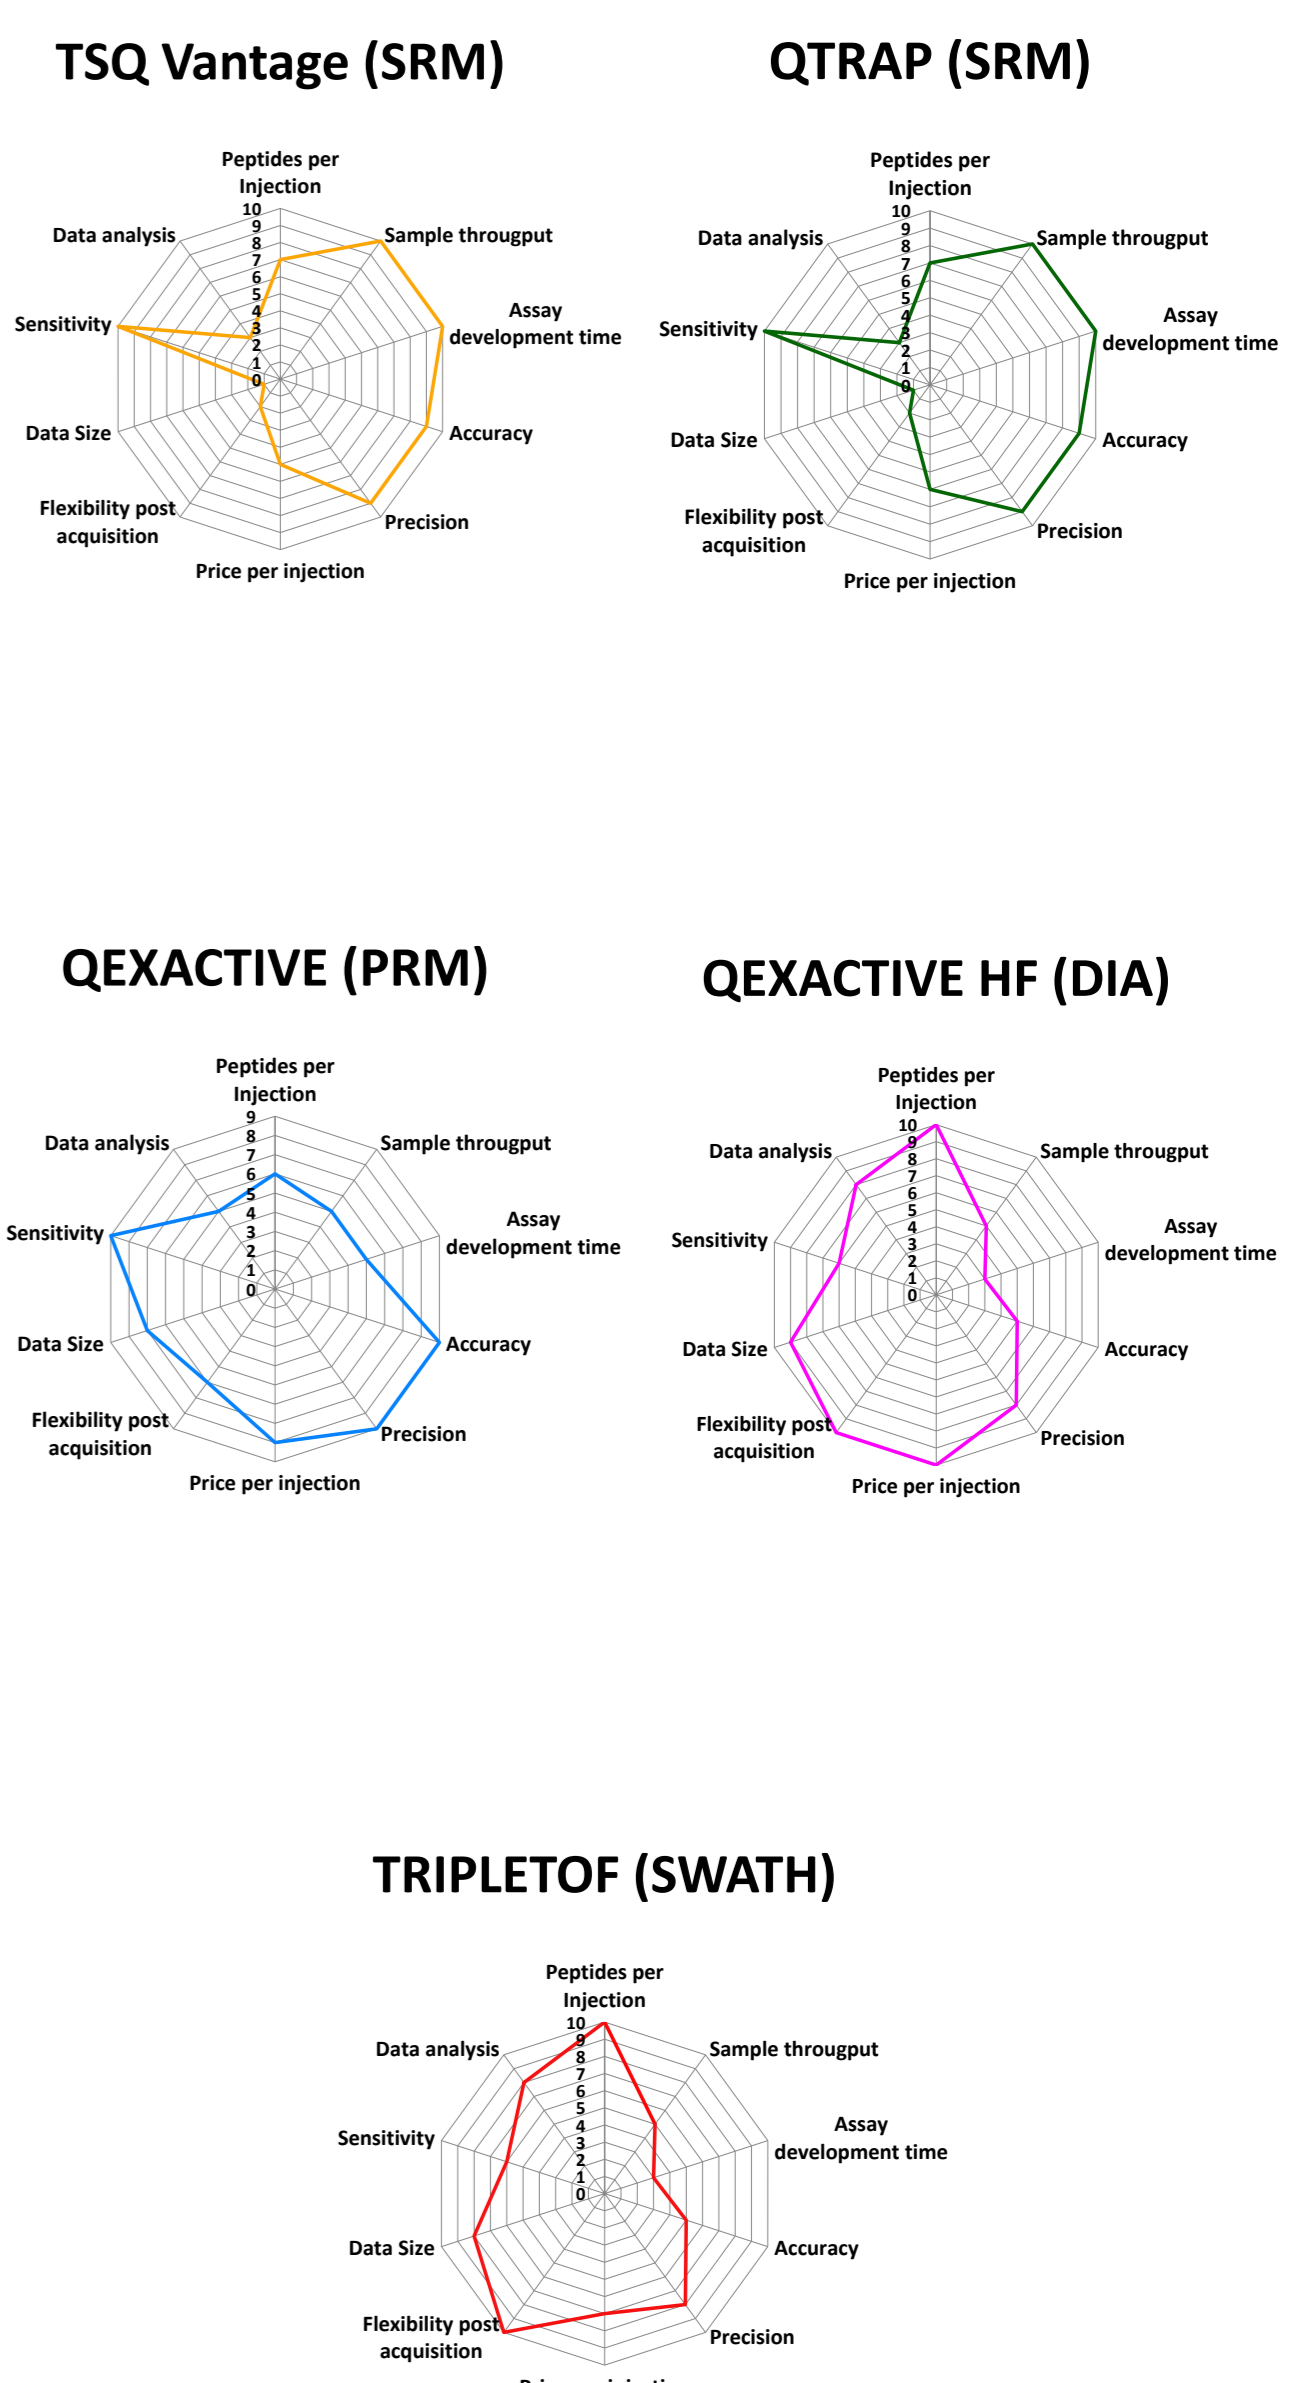 TSQ Vantage (SRM)
Peptides per
Injection
Sample througput
Assay
development time
Accuracy
Precision
Price per injection
Flexibility post
acquisition
Data Size
Sensitivity
Data analysis
10
9
8
7
6
5
4
3
2
1
0
QTRAP (SRM)
Peptides per
Injection
Sample througput
Assay
development time
Accuracy
Precision
Price per injection
Flexibility post
acquisition
Data Size
Sensitivity
Data analysis
10
9
8
7
6
5
4
3
2
1
0
QEXACTIVE (PRM)
Peptides per
Injection
Sample througput
Assay
development time
Accuracy
Precision
Price per injection
Flexibility post
acquisition
Data Size
Sensitivity
Data analysis
9
8
7
6
5
4
3
2
1
0
QEXACTIVE HF (DIA)
Peptides per
Injection
Sample througput
Assay
development time
Accuracy
Precision
Price per injection
Flexibility post
acquisition
Data Size
Sensitivity
Data analysis
10
9
8
7
6
5
4
3
2
1
0
TRIPLETOF (SWATH)
Peptides per
Injection
Sample througput
Assay
development time
Accuracy
Precision
Flexibility post
acquisition
Data Size
Sensitivity
Data analysis
10
9
8
7
6
5
4
3
2
1
0